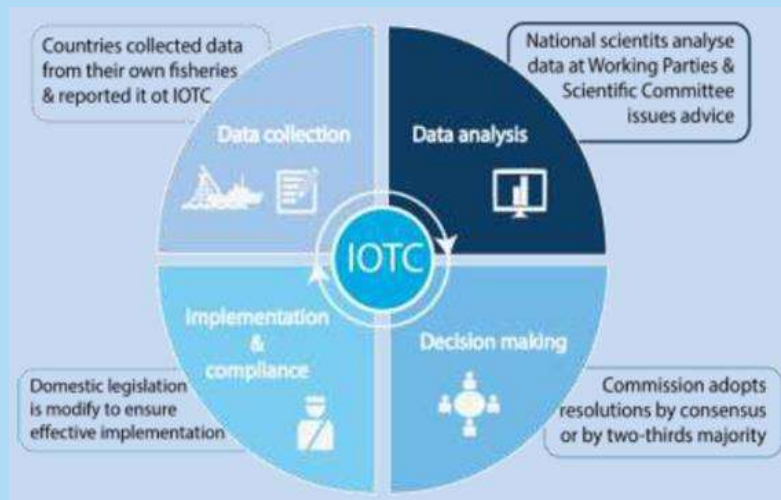 Countries collected data
from their own fisheries
& reported it ot IOTC
National scientits analyse
data at Working Parties &
Scientific Committee
issues advice
Data collection
Data analysis
IOTC
Implementation
&
compliance
Decision making
Domestic legislation
is modify to ensure
effective implementation
Commission adopts
resolutions by consensus
or by two-thirds majority